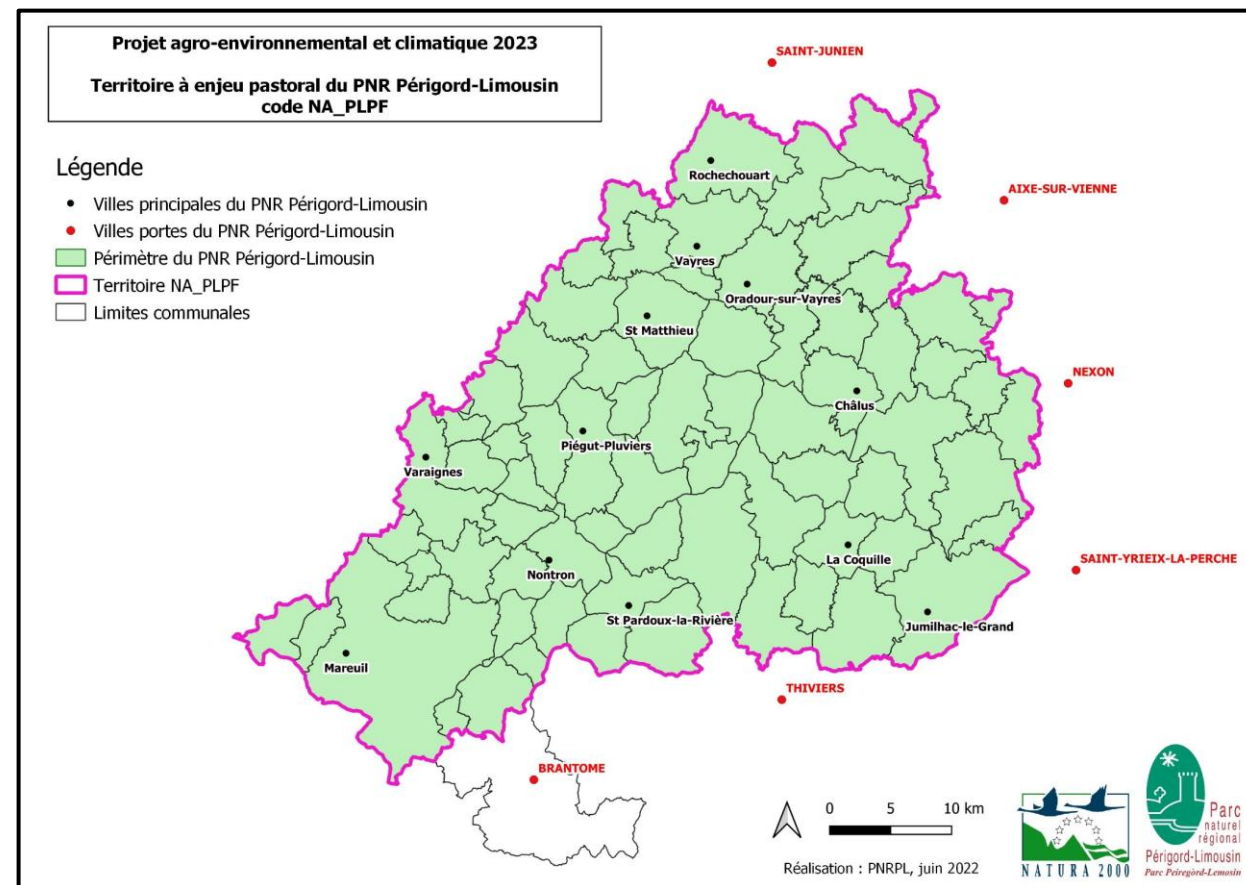 Projet agro-environnemental et climatique 2023
Territoire à enjeu pastoral du PNR Périgord-Limousin
code NA_PLPF
Légende
Villes principales du PNR Périgord-Limousin
Villes portes du PNR Périgord-Limousin
Périmètre du PNR Périgord-Limousin
Territoire NA_PLPF
Limites communales
SAINT-JUNIEN
Rochechouart
AIXE-SUR-VIENNE
Vayres
Oradour-sur-Vayres
St Matthieu
NEXON
Châlus
Piégut-Pluviers
Varaignes
La Coquille
Nontron
SAINT-YRIEIX-LA-PERCHE
St Pardoux-la-Rivière
Jumilhac-le-Grand
Mareuil
THIVIERS
BRANTOME
0 5 10 km
Réalisation : PNRPL, juin 2022
NATURA 2000
Parc
naturel
régional
Périgord-Limousin
Parc Peiregòrd-Lemosin